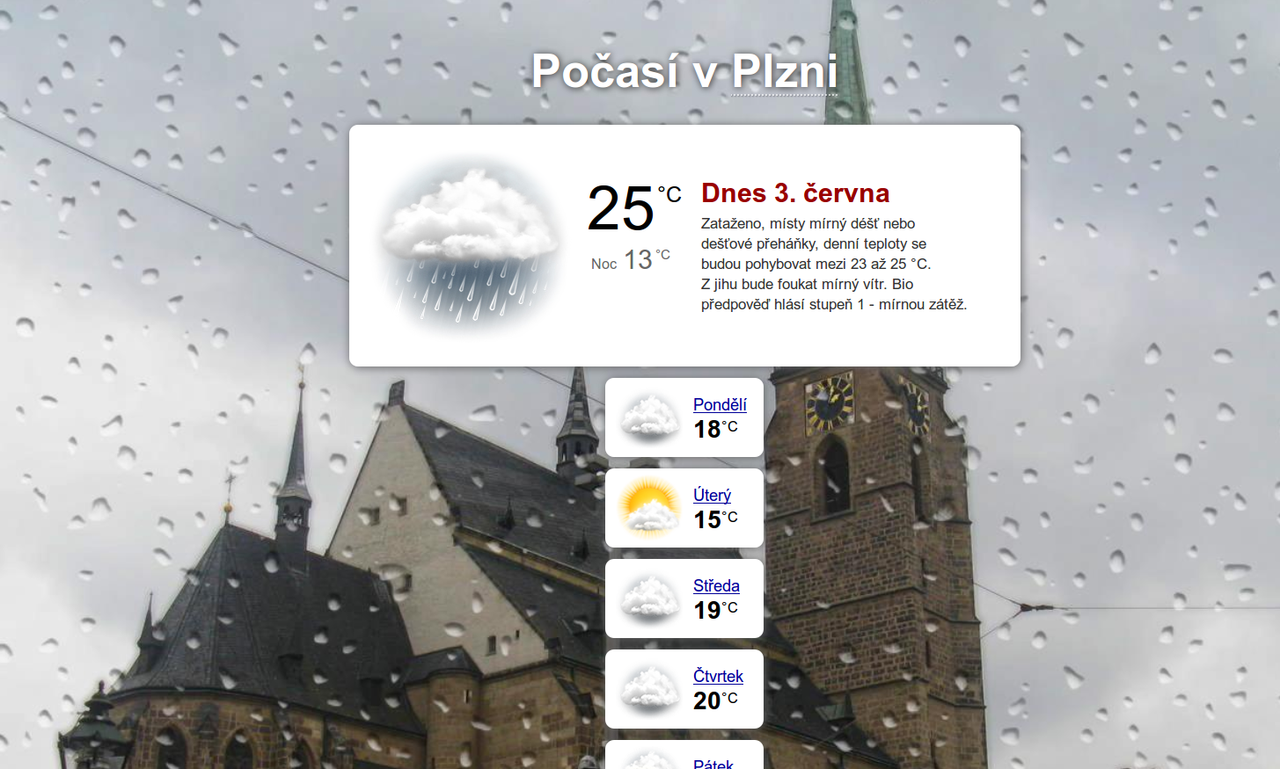 Počasí v Plzni
25 °C
Noc 13 °C
Dnes 3. června
Zataženo, místy mírný déšť nebo
dešťové přeháňky, denní teploty se
budou pohybovat mezi 23 až 25 °C.
Z jihu bude foukat mírný vítr. Bio
předpověď hlásí stupeň 1 - mírnou zátěž.
Pondělí
18°C
Úterý
15°C
Středa
19°C
Čtvrtek
20°C
Pátek